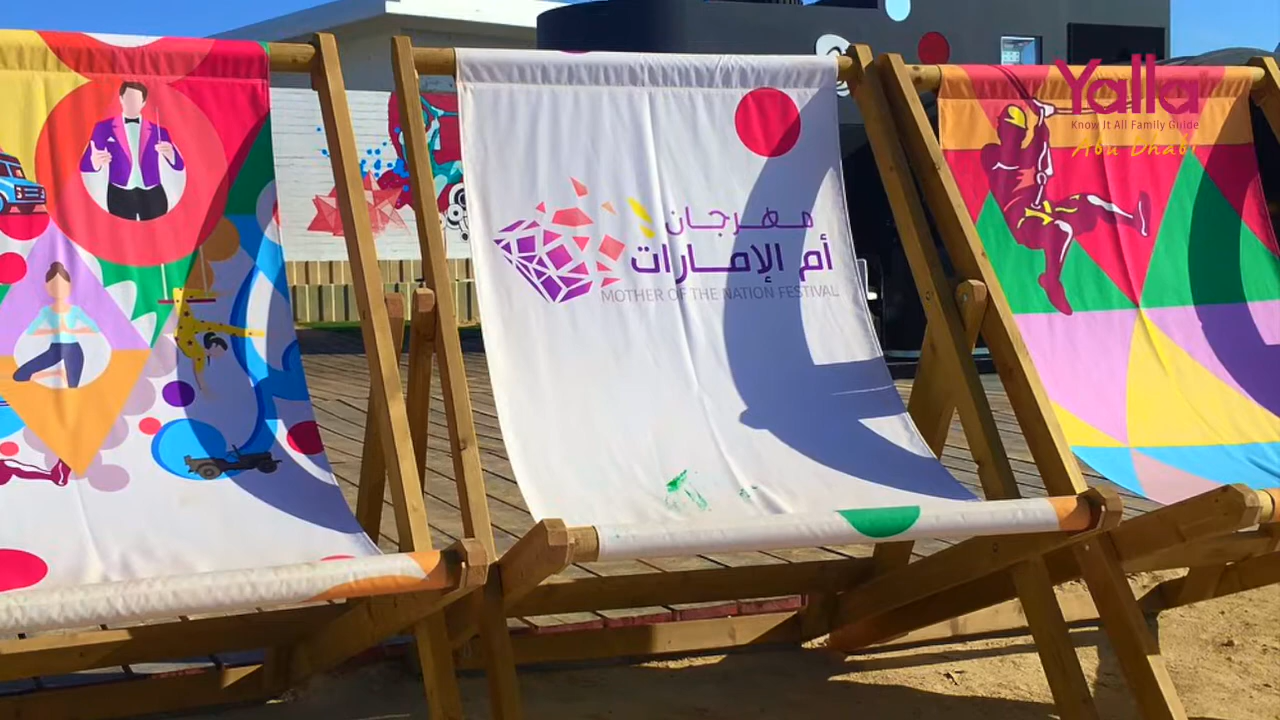 مهرجان
أم الإمارات
MOTHER OF THE NATION FESTIVAL
Yalla
Know It All Family Guide
Abu Dhabi